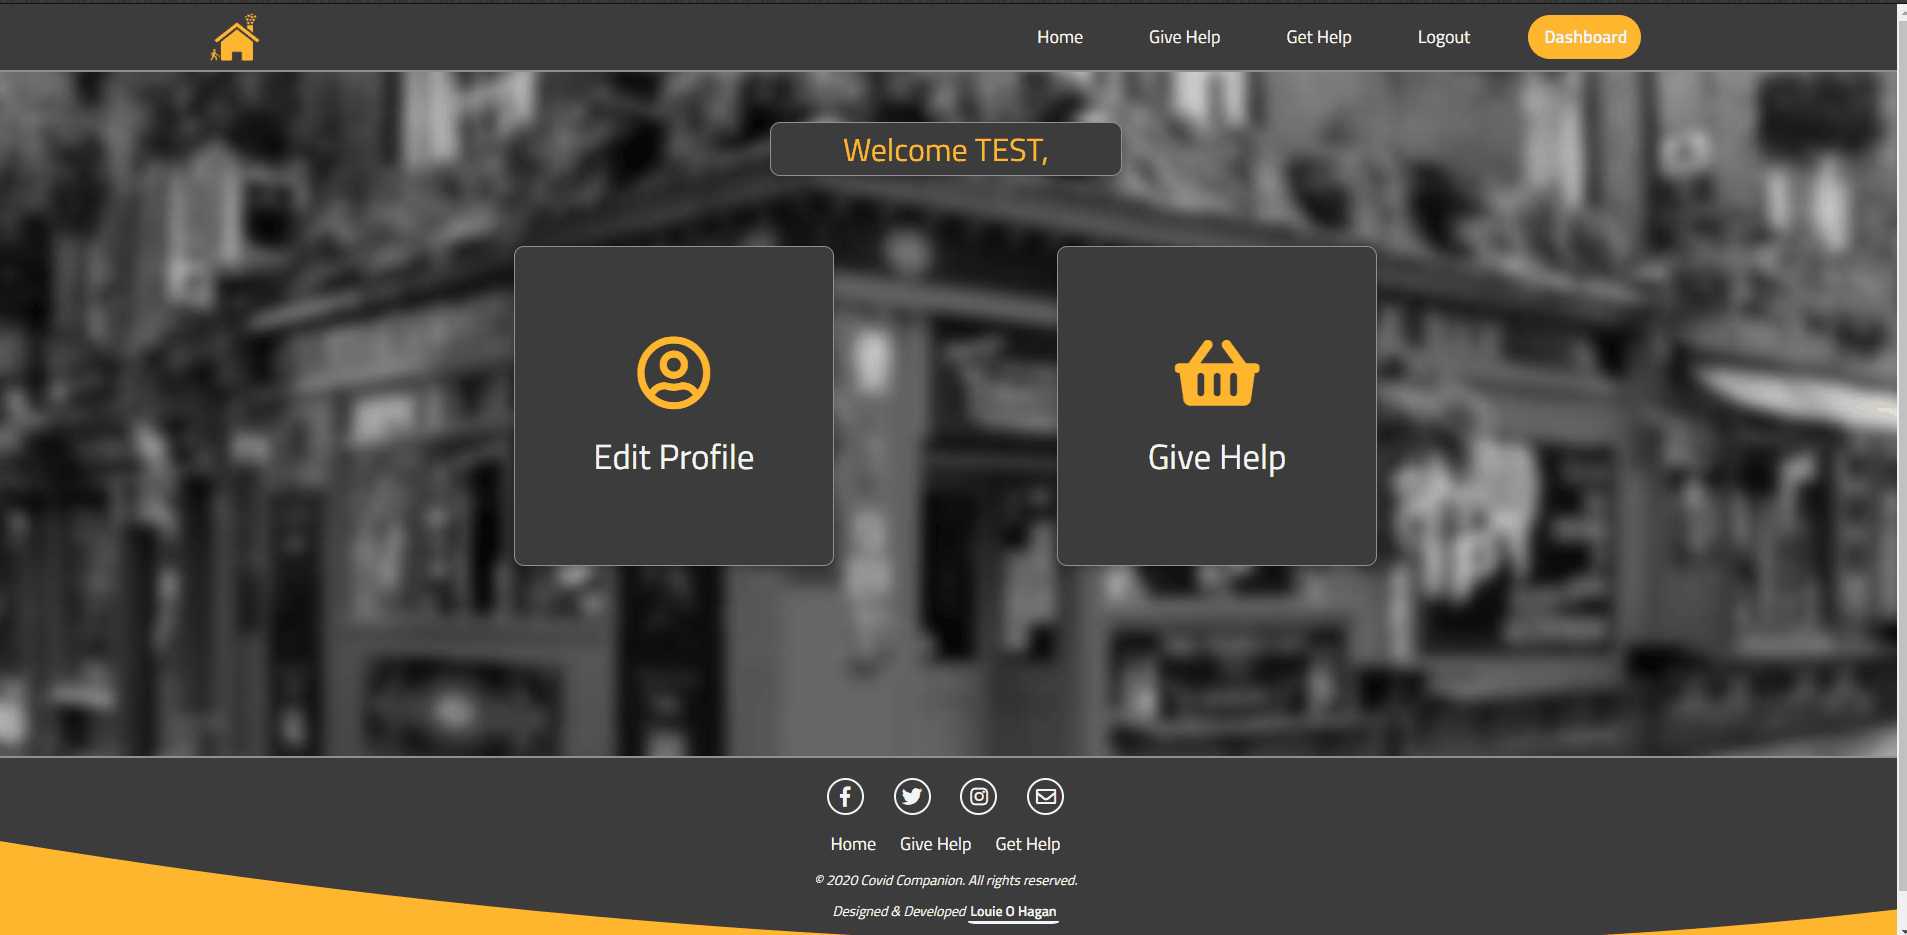 Home Give Help Get Help Logout Dashboard
Welcome TEST,
Edit Profile
Give Help
Home Give Help Get Help
© 2020 Covid Companion. All rights reserved.
Designed & Developed Louie O Hagan